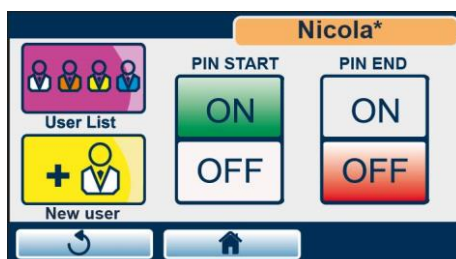 Nicola*
PIN START
PIN END
ON
ON
User List
OFF
OFF
+
New user